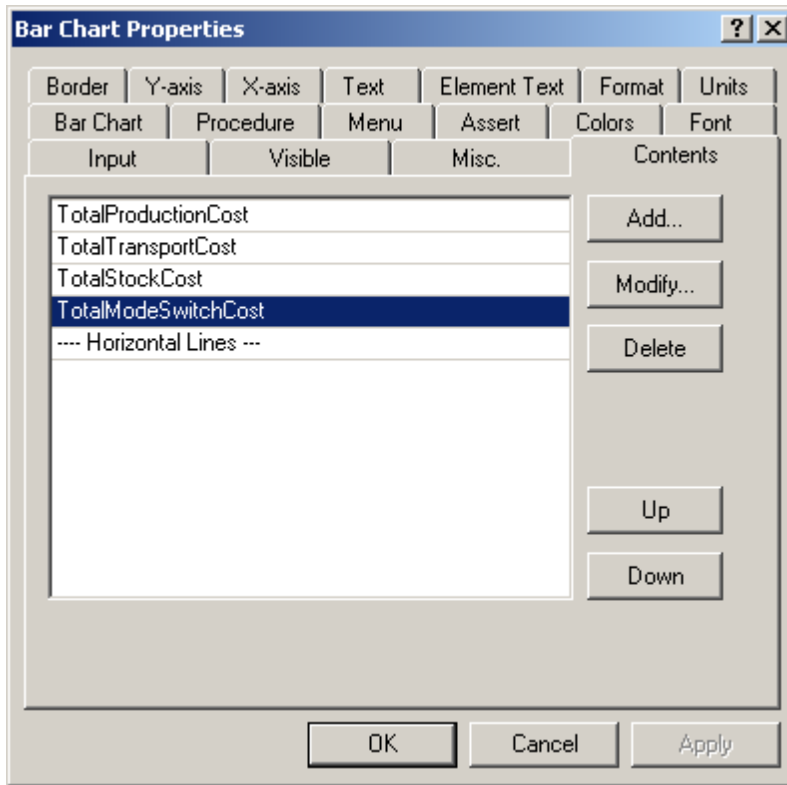 Bar Chart Properties
Border Y-axis X-axis Text Element Text Format Units
Bar Chart Procedure Menu Assert Colors Font
Input Visible Misc. Contents
TotalProductionCost
TotalTransportCost
TotalStockCost
TotalModeSwitchCost
---- Horizontal Lines ---
Add...
Modify...
Delete
Up
Down
OK Cancel Apply